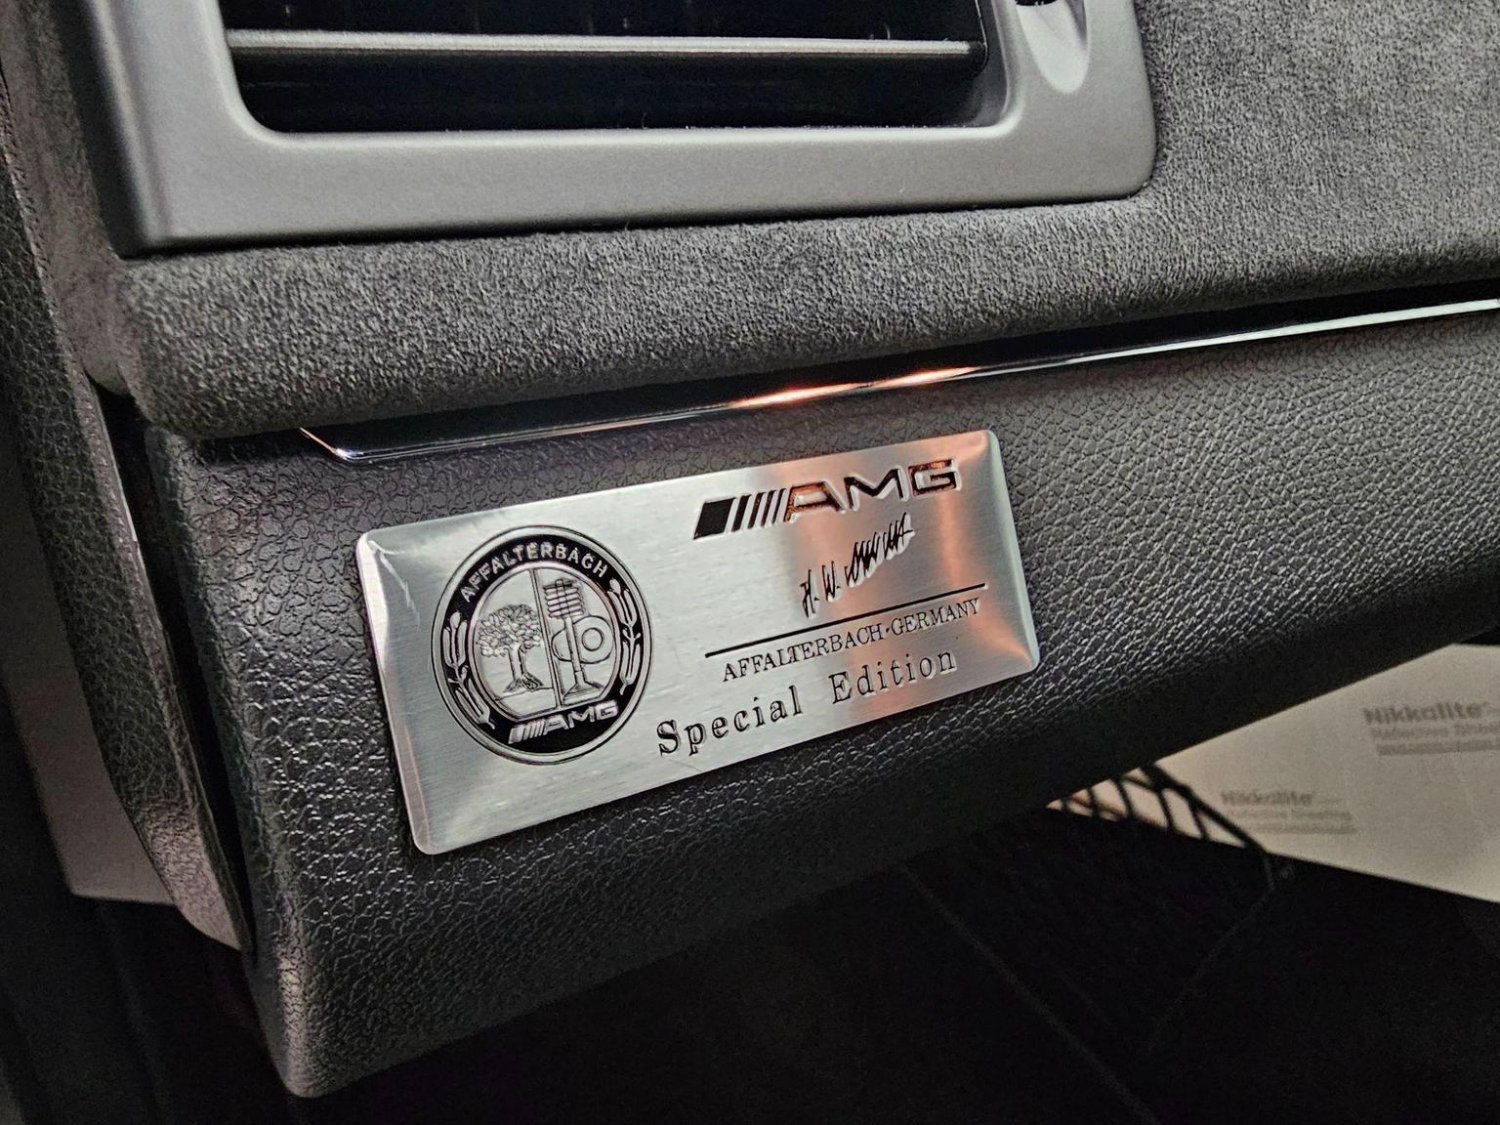 AFFALTERBACH
AMG
AMG
H. W.
AFFALTERBACH·GERMANY
Special Edition
Nikkalite
Nikkalite